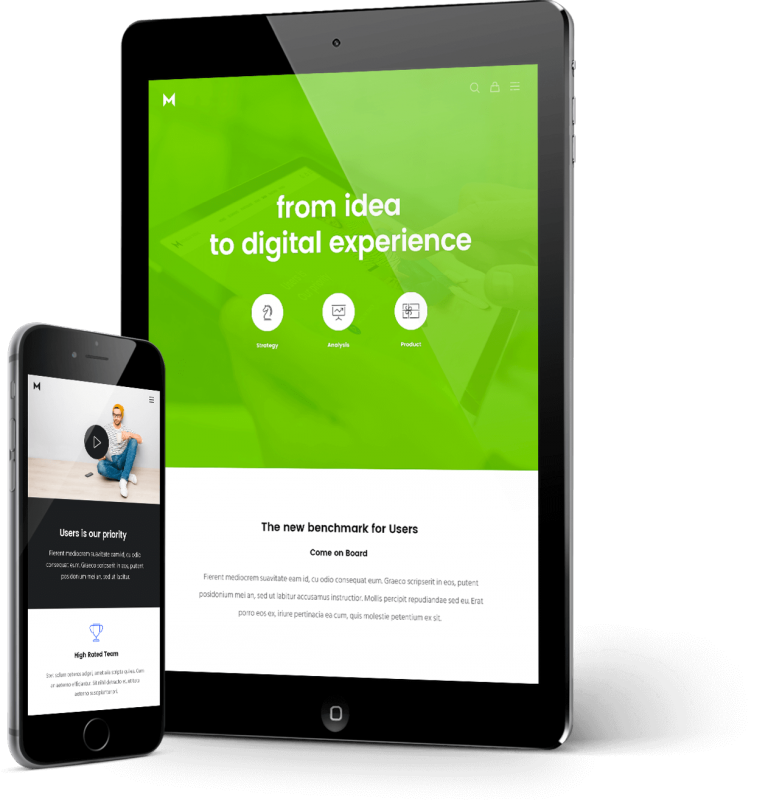 M
from idea
to digital experience
Strategy
Analysis
Product
The new benchmark for Users
Come on Board
Fierent mediocrem suavitate eam id, cu odio consequat eum. Graeco scripserit in eos, putent
posidonium mei an, sed ut labitur accusamus instructior. Mollis percipit repudiandae sed eu. Erat
porro eos ex, iriure pertinacia ea cum, quis molestie petentium ex sit.
M
Users is our priority
Fierent mediocrem suavitate eam id, cu odio
consequat eum. Graeco scripserit in eos, putent
posidonium mei an, sed ut labitur.
High Rated Team